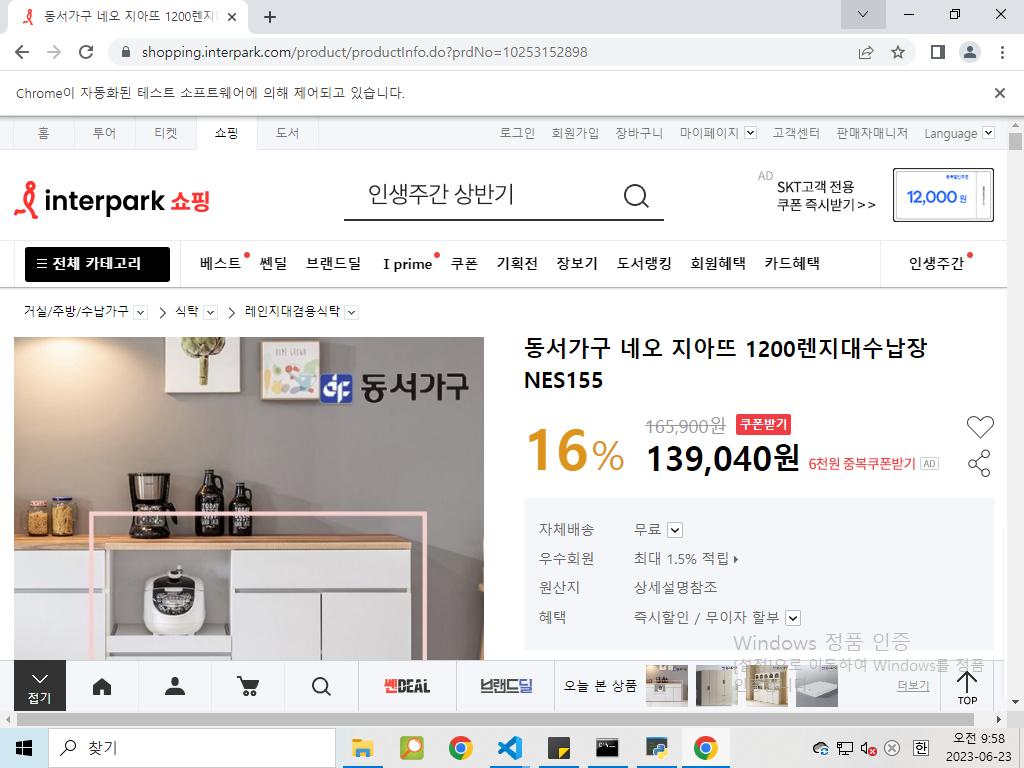 동서가구 네오 지아뜨 1200렌지
shopping.interpark.com/product/productInfo.do?prdNo=10253152898
Chrome이 자동화된 테스트 소프트웨어에 의해 제어되고 있습니다.
홈 투어 티켓 쇼핑 도서 로그인 회원가입 장바구니 마이페이지 고객센터 판매자매니저 Language
AD
SKT고객 전용
쿠폰 즉시받기>>
12,000원
interpark 쇼핑
인생주간 상반기
전체 카테고리 베스트 쎈딜 브랜드딜 I prime 쿠폰 기획전 장보기 도서랭킹 회원혜택 카드혜택 인생주간
거실/주방/수납가구 > 식탁 > 레인지대겸용식탁
HOME GROWN
동서가구
동서가구 네오 지아뜨 1200렌지대수납장
NES155
16%
165,900원 쿠폰받기
139,040원 6천원 중복쿠폰받기 AD
자체배송 무료
우수회원 최대 1.5% 적립
원산지 상세설명참조
혜택 즉시할인 / 무이자 할부
Windows 정품 인증
[설정]으로 이동하여 Windows를 정품
인증합니다.
접기
쎈DEAL
브랜드딜
오늘 본 상품
더보기
TOP
찾기
한
오전 9:58
2023-06-23